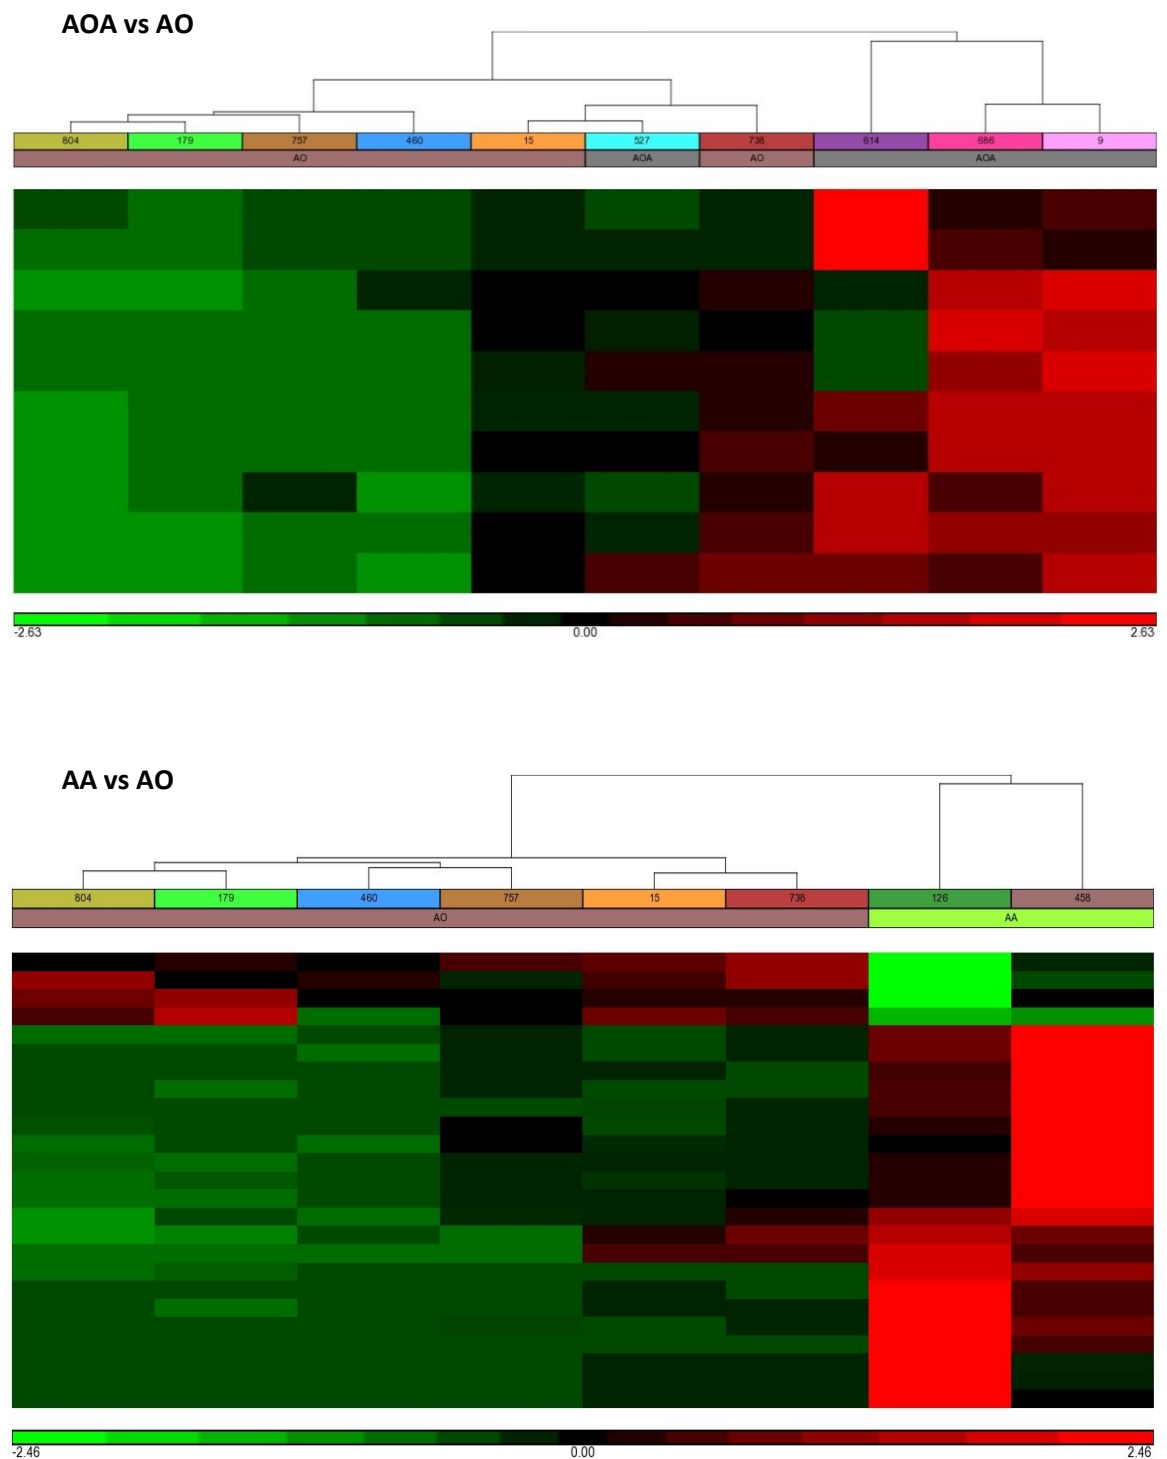 AOA vs AO
804 179 757 460 15 527 738 614 686 9
AO AOA AO AOA
-2.63 0.00 2.63
AA vs AO
804 179 460 757 15 738 126 458
AO AA
-2.46 0.00 2.46